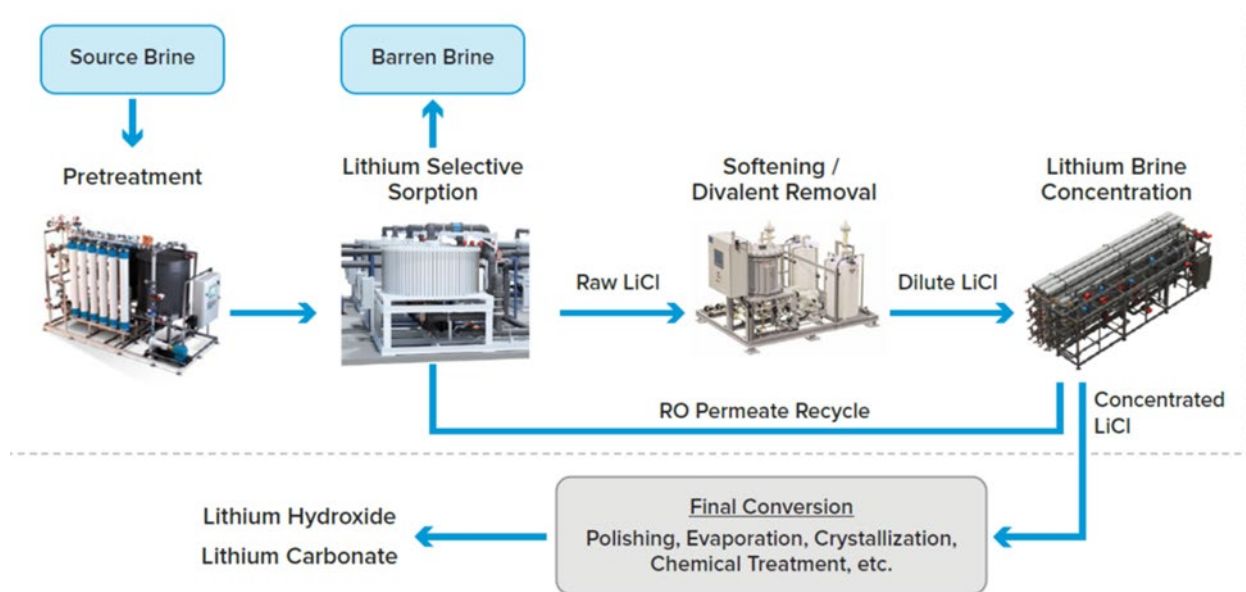 Source Brine
Barren Brine
Pretreatment
Lithium Selective
Sorption
Softening /
Divalent Removal
Lithium Brine
Concentration
Raw LiCl
Dilute LiCl
RO Permeate Recycle
Concentrated
LiCl
Final Conversion
Polishing, Evaporation, Crystallization,
Chemical Treatment, etc.
Lithium Hydroxide
Lithium Carbonate